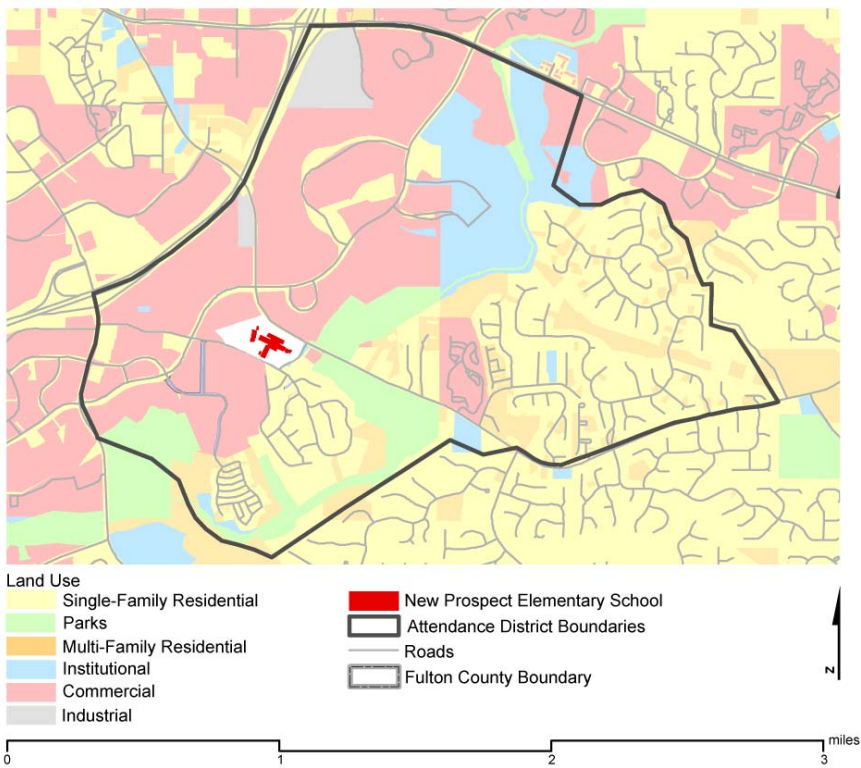 Land Use
Single-Family Residential
Parks
Multi-Family Residential
Institutional
Commercial
Industrial
New Prospect Elementary School
Attendance District Boundaries
Roads
Fulton County Boundary
N
miles
0 1 2 3